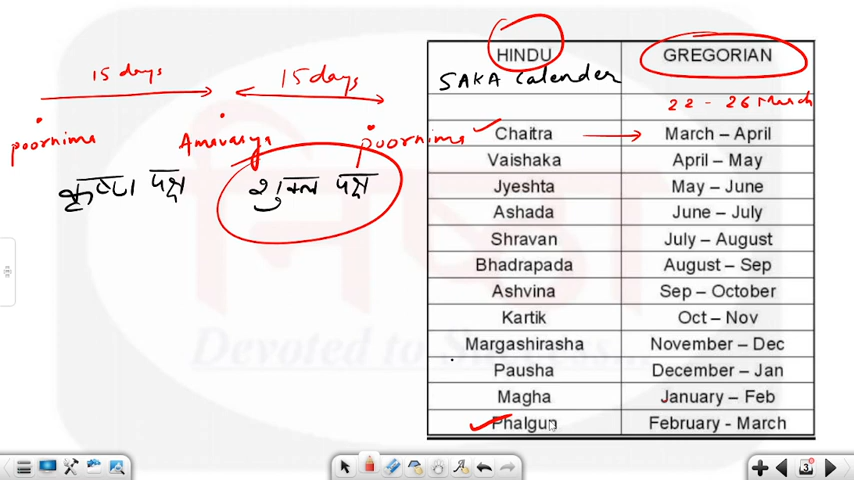 15 days
15 days
poornima
Amavasya
poornima
कृष्ण पक्ष
शुक्ल पक्ष
HINDU GREGORIAN
SAKA Calender
22 - 26 March
Chaitra March – April
Vaishaka April – May
Jyeshta May – June
Ashada June – July
Shravan July – August
Bhadrapada August – Sep
Ashvina Sep – October
Kartik Oct – Nov
Margashirasha November – Dec
Pausha December – Jan
Magha January – Feb
Phalgun February - March
Devoted to Success...
3